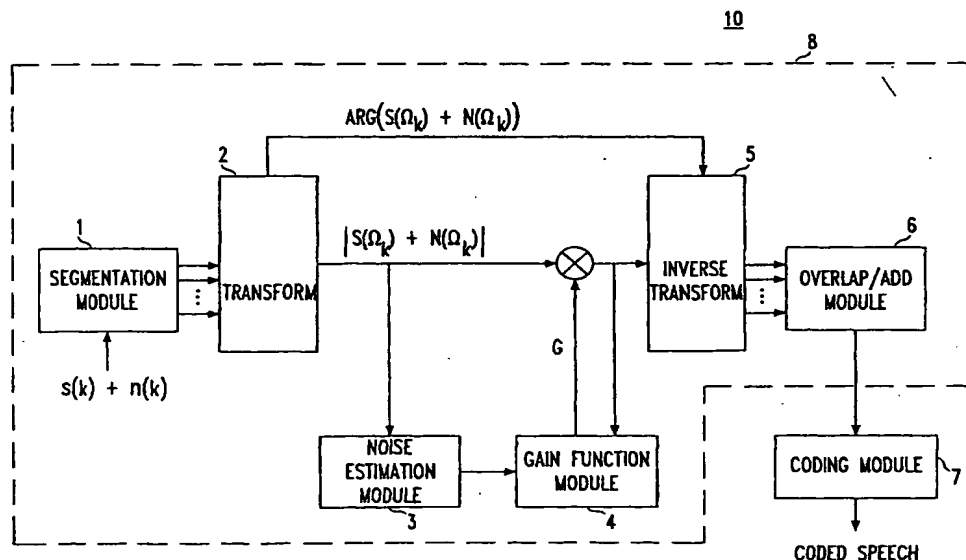 10
8
ARG(S(Ωk) + N(Ωk))
2
5
1
|S(Ωk) + N(Ωk)|
6
SEGMENTATION
MODULE
TRANSFORM
INVERSE
TRANSFORM
OVERLAP/ADD
MODULE
G
s(k) + n(k)
NOISE
ESTIMATION
MODULE
GAIN FUNCTION
MODULE
CODING MODULE
7
3
4
CODED SPEECH